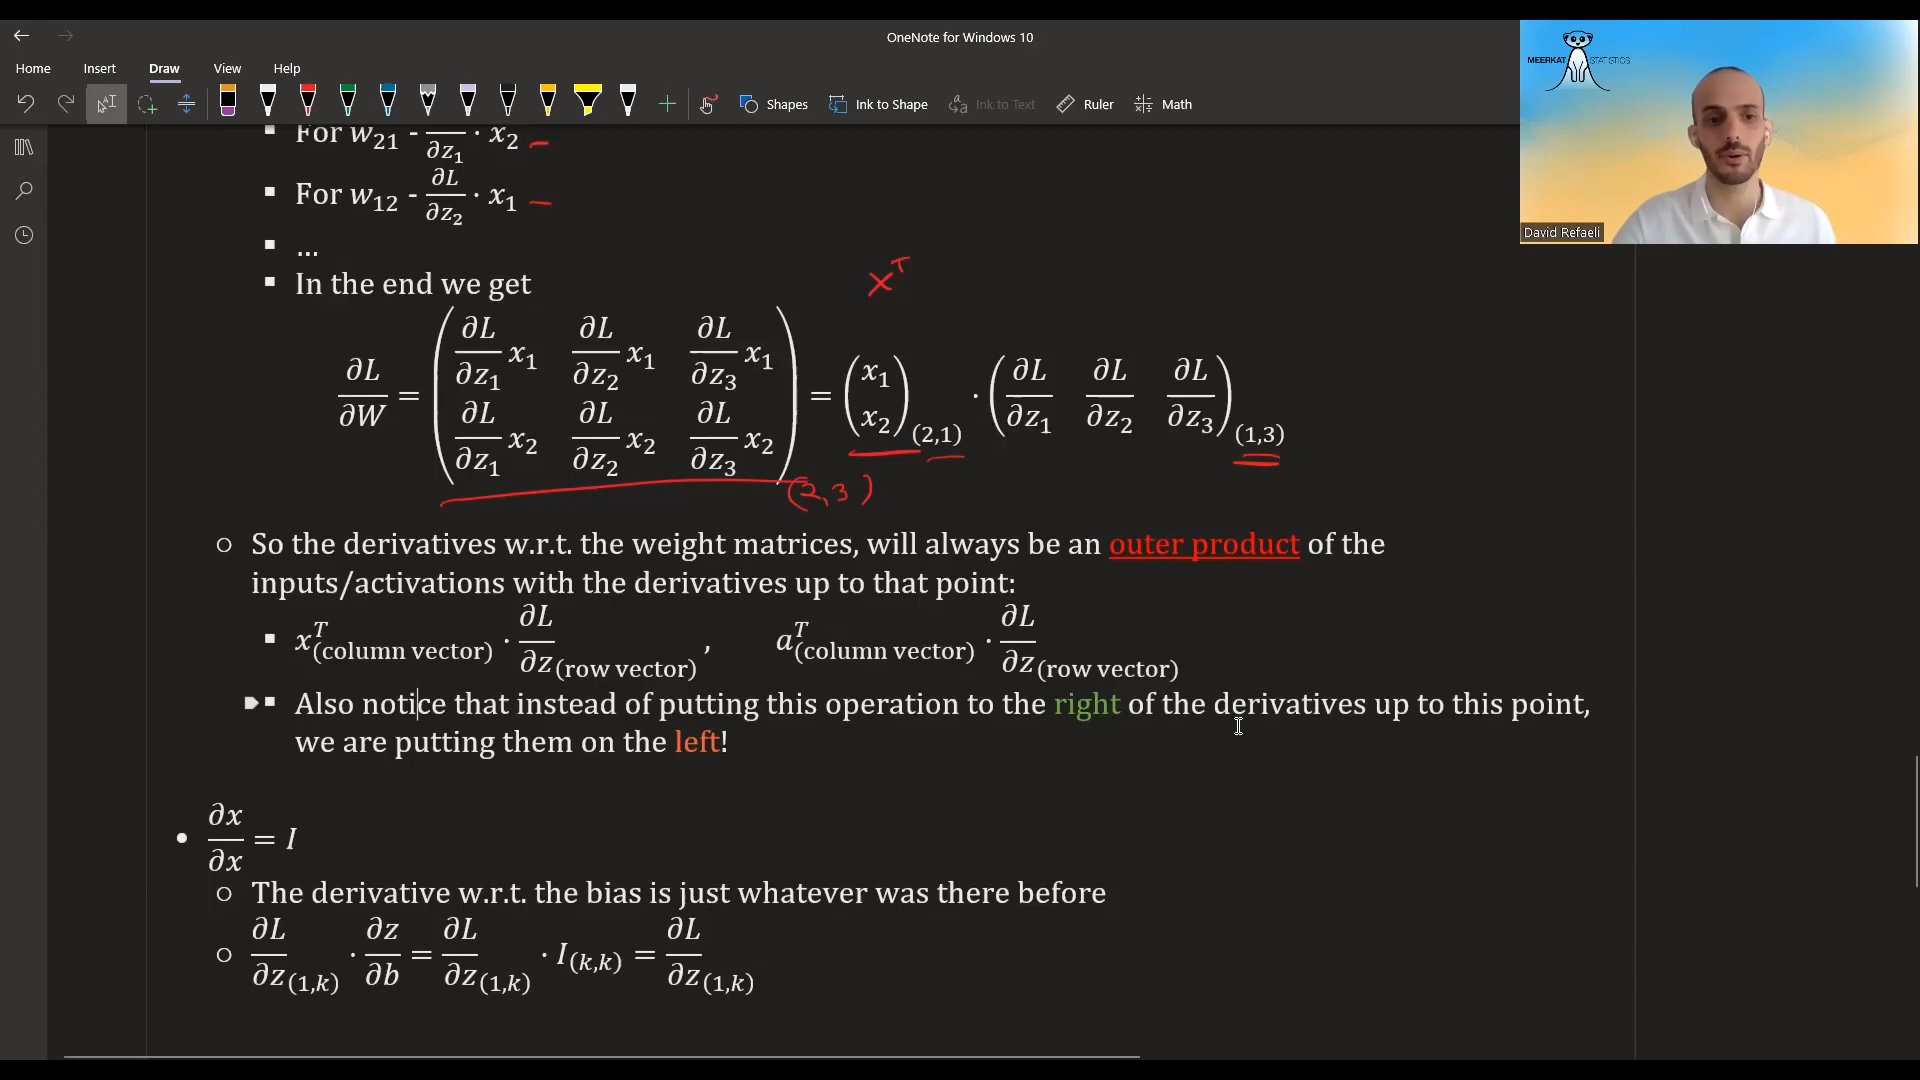 OneNote for Windows 10
Home Insert Draw View Help
Shapes Ink to Shape Ink to Text Ruler Math
MEERKAT STATISTICS
David Refaeli
For w₂₁ - /∂z₁ · x₂
For w₁₂ - ∂L/∂z₂ · x₁
...
In the end we get
xᵀ
∂L/∂W = (∂L/∂z₁ x₁ ∂L/∂z₂ x₁ ∂L/∂z₃ x₁
∂L/∂z₁ x₂ ∂L/∂z₂ x₂ ∂L/∂z₃ x₂) = (x₁
x₂)(2,1) · (∂L/∂z₁ ∂L/∂z₂ ∂L/∂z₃)(1,3)
(2,3)
So the derivatives w.r.t. the weight matrices, will always be an outer product of the
inputs/activations with the derivatives up to that point:
xᵀ(column vector) · ∂L/∂z(row vector) , aᵀ(column vector) · ∂L/∂z(row vector)
Also notice that instead of putting this operation to the right of the derivatives up to this point,
we are putting them on the left!
∂x/∂x = I
The derivative w.r.t. the bias is just whatever was there before
∂L/∂z(1,k) · ∂z/∂b = ∂L/∂z(1,k) · I(k,k) = ∂L/∂z(1,k)